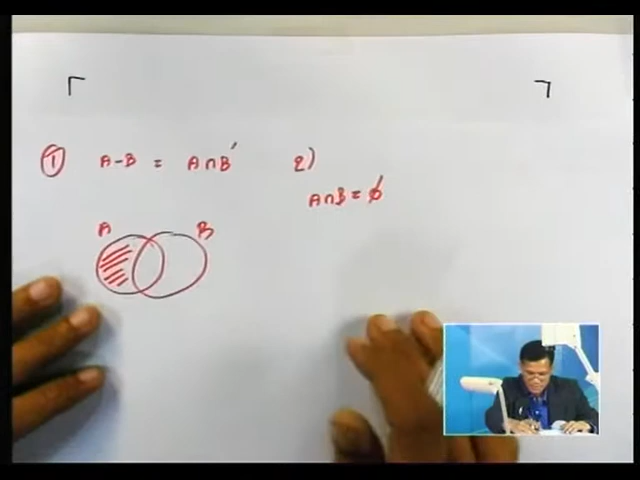 ① A-B = A∩B′
2)
A∩B = ∅
A B